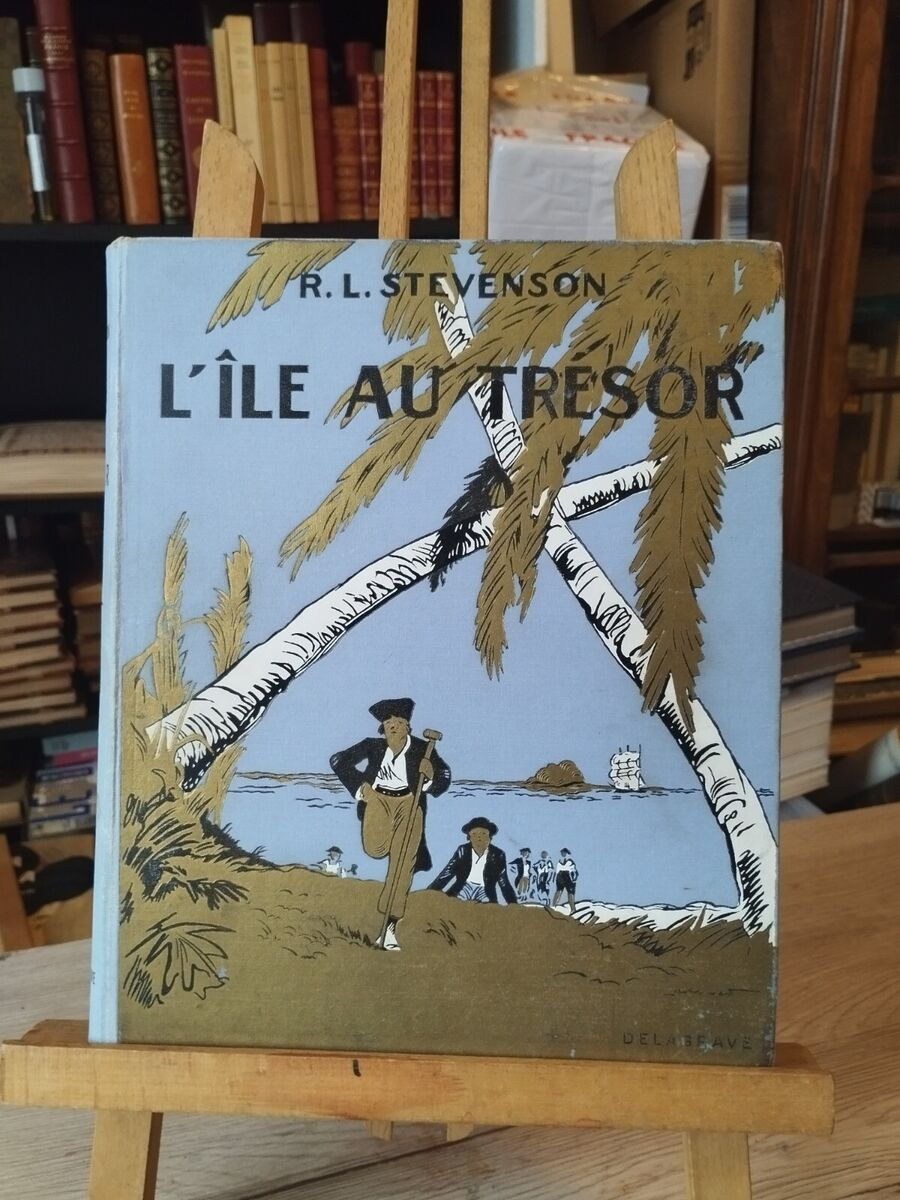 R. L. STEVENSON
L'ÎLE AU TRÉSOR
DELAGRAVE